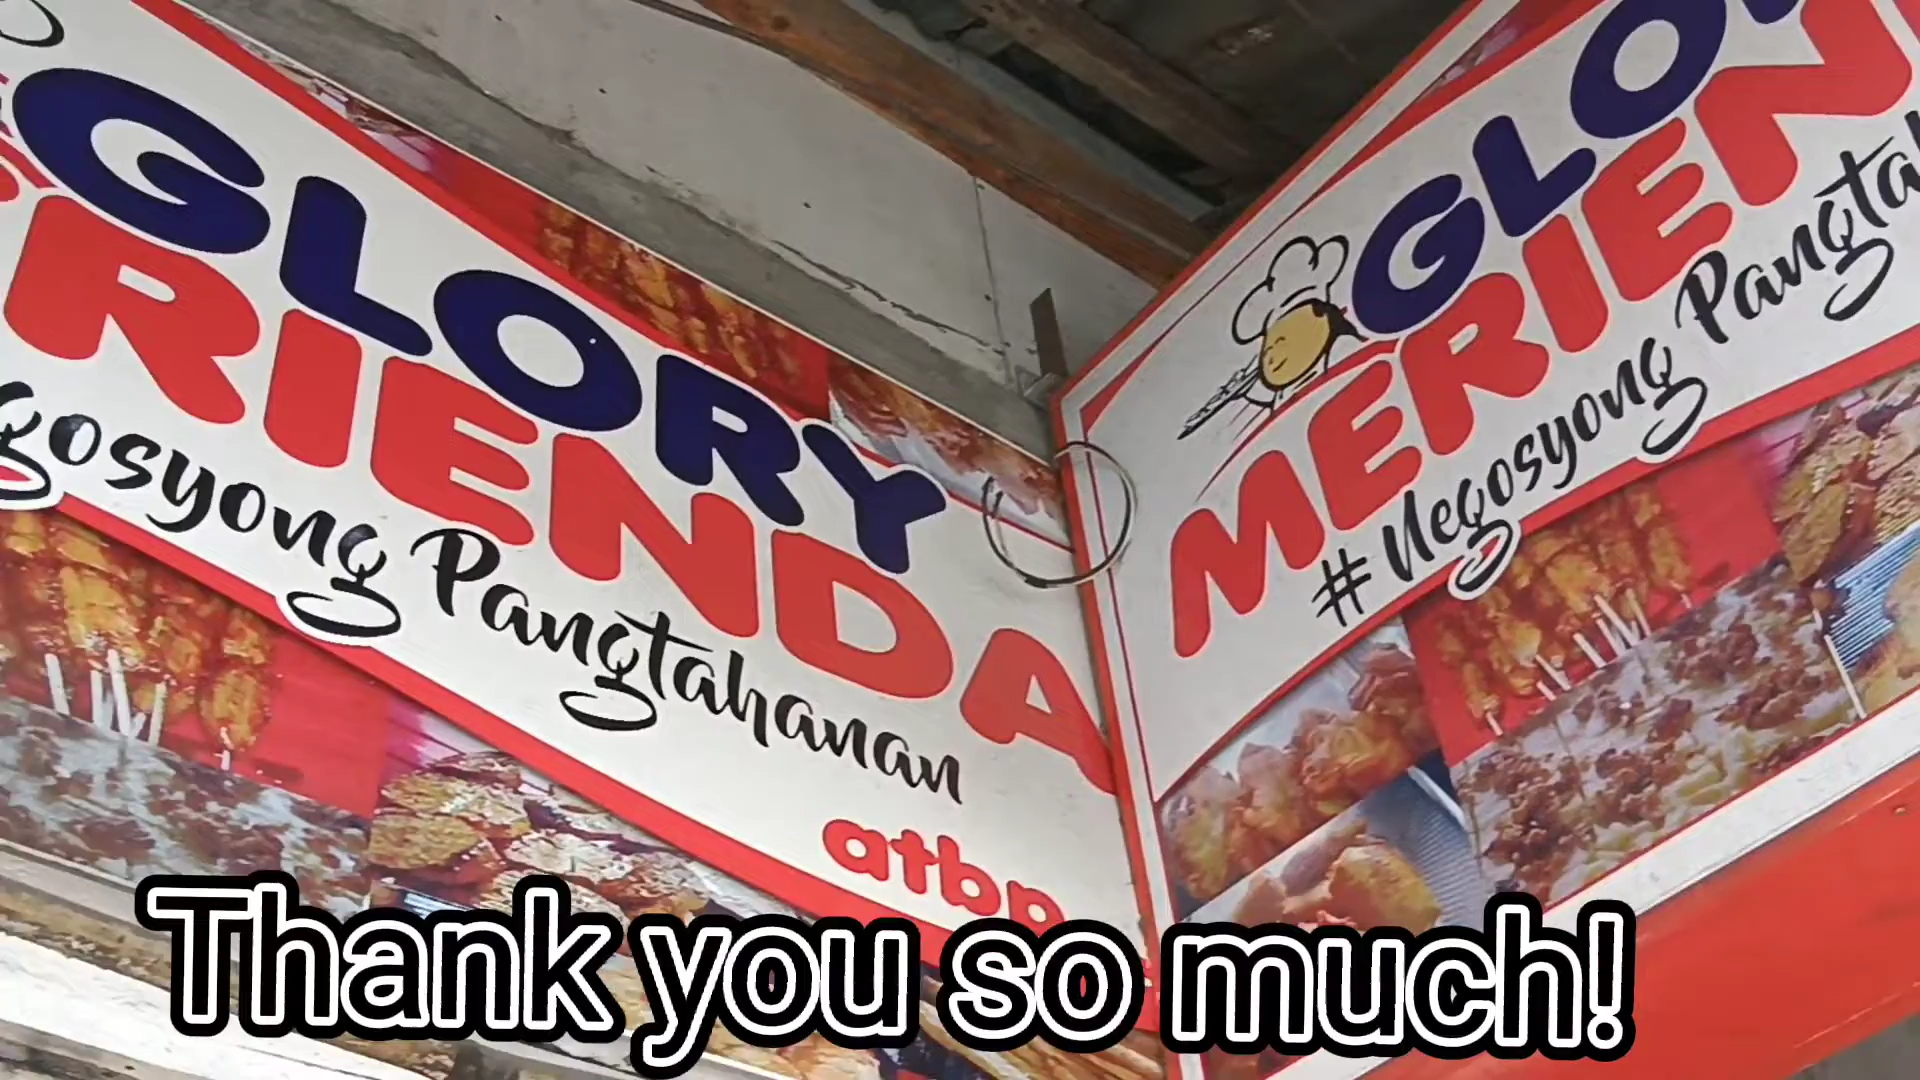 GLORY
RIENDA
gosyong Pangtahanan
atbp
GLO
MERIEN
#Negosyong Pangta
Thank you so much!